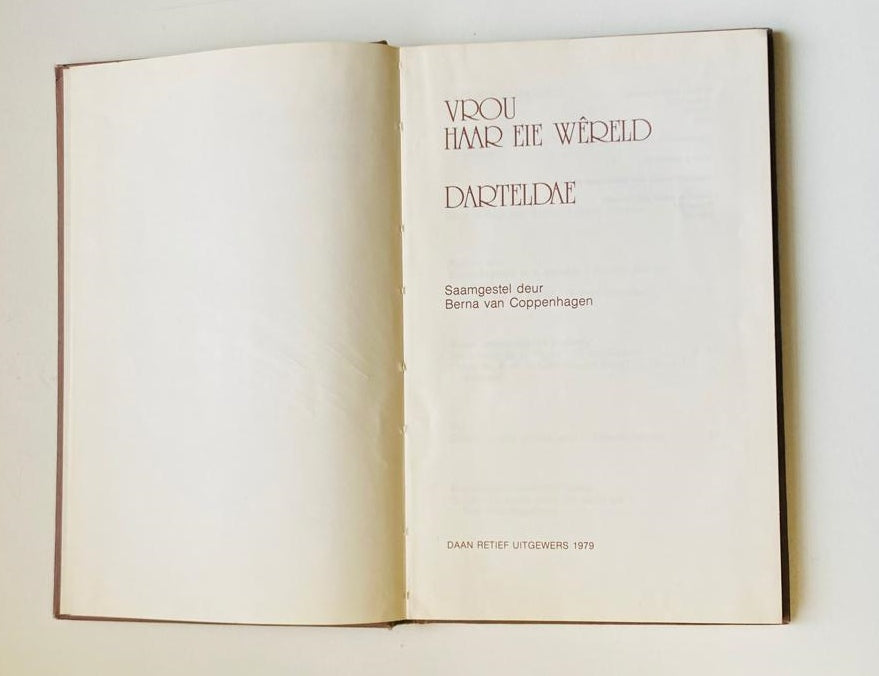 VROU
HAAR EIE WÊRELD
DARTELDAE
Saamgestel deur
Berna van Coppenhagen
DAAN RETIEF UITGEWERS 1979